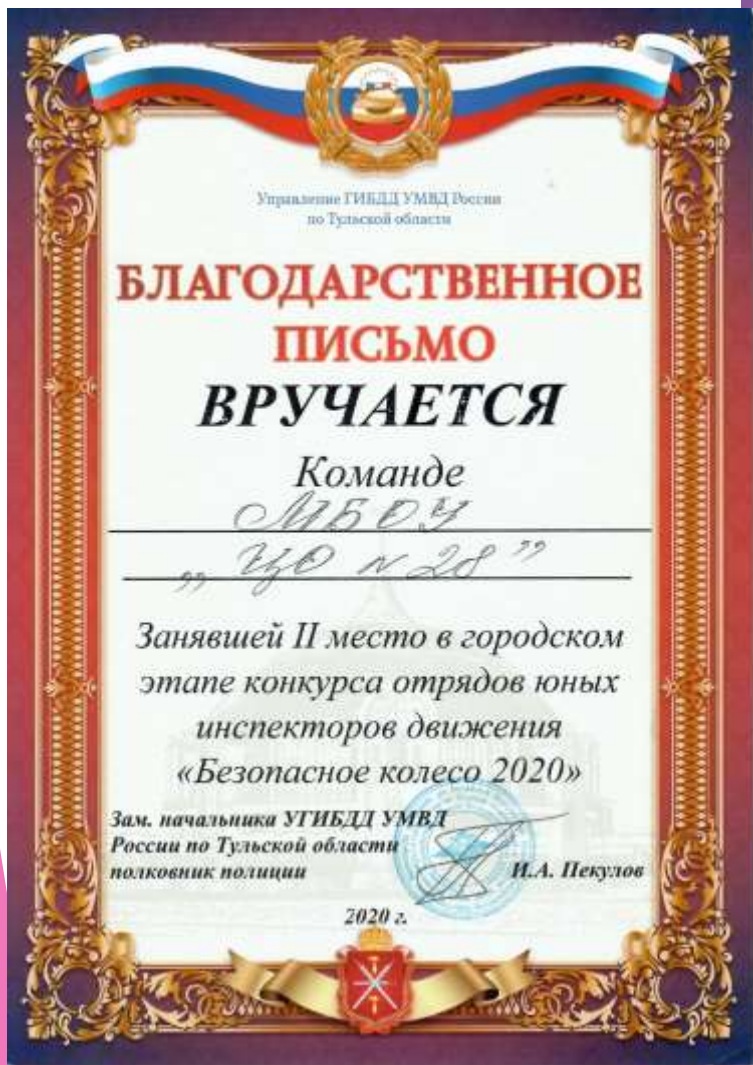 Управление ГИБДД УМВД России
по Тульской области
БЛАГОДАРСТВЕННОЕ
ПИСЬМО
ВРУЧАЕТСЯ
Команде
МБОУ
„ ЦО № 28 ”
Занявшей II место в городском
этапе конкурса отрядов юных
инспекторов движения
«Безопасное колесо 2020»
Зам. начальника УГИБДД УМВД
России по Тульской области
полковник полиции И.А. Пекулов
2020 г.